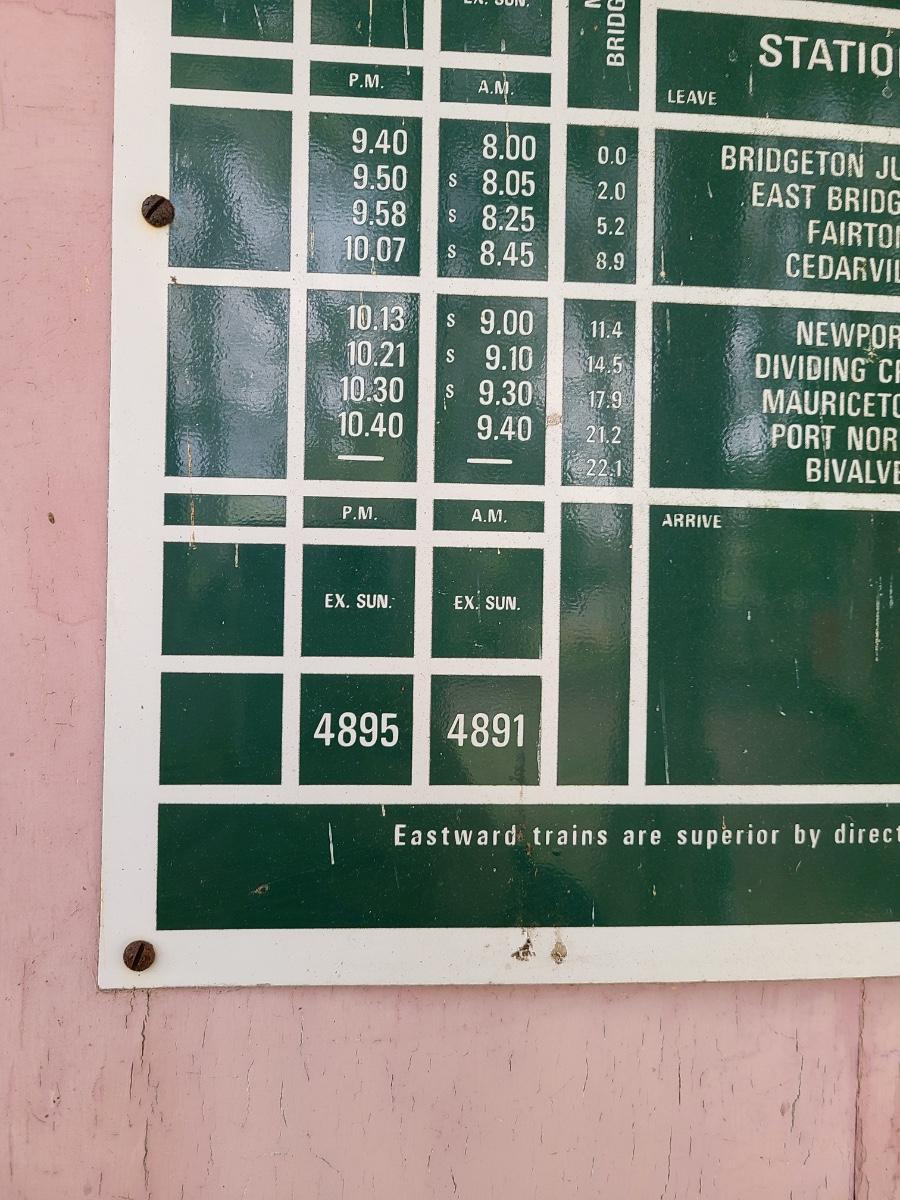 EX. SUN.
BRIDG
STATIO
P.M. A.M.
LEAVE
9.40 8.00 0.0 BRIDGETON JU
9.50 S 8.05 2.0 EAST BRIDG
9.58 S 8.25 5.2 FAIRTON
10.07 S 8.45 8.9 CEDARVIL
10.13 S 9.00 11.4 NEWPOR
10.21 S 9.10 14.5 DIVIDING CR
10.30 S 9.30 17.9 MAURICETO
10.40 9.40 21.2 PORT NOR
— — 22.1 BIVALVE
P.M. A.M. ARRIVE
EX. SUN. EX. SUN.
4895 4891
Eastward trains are superior by direct